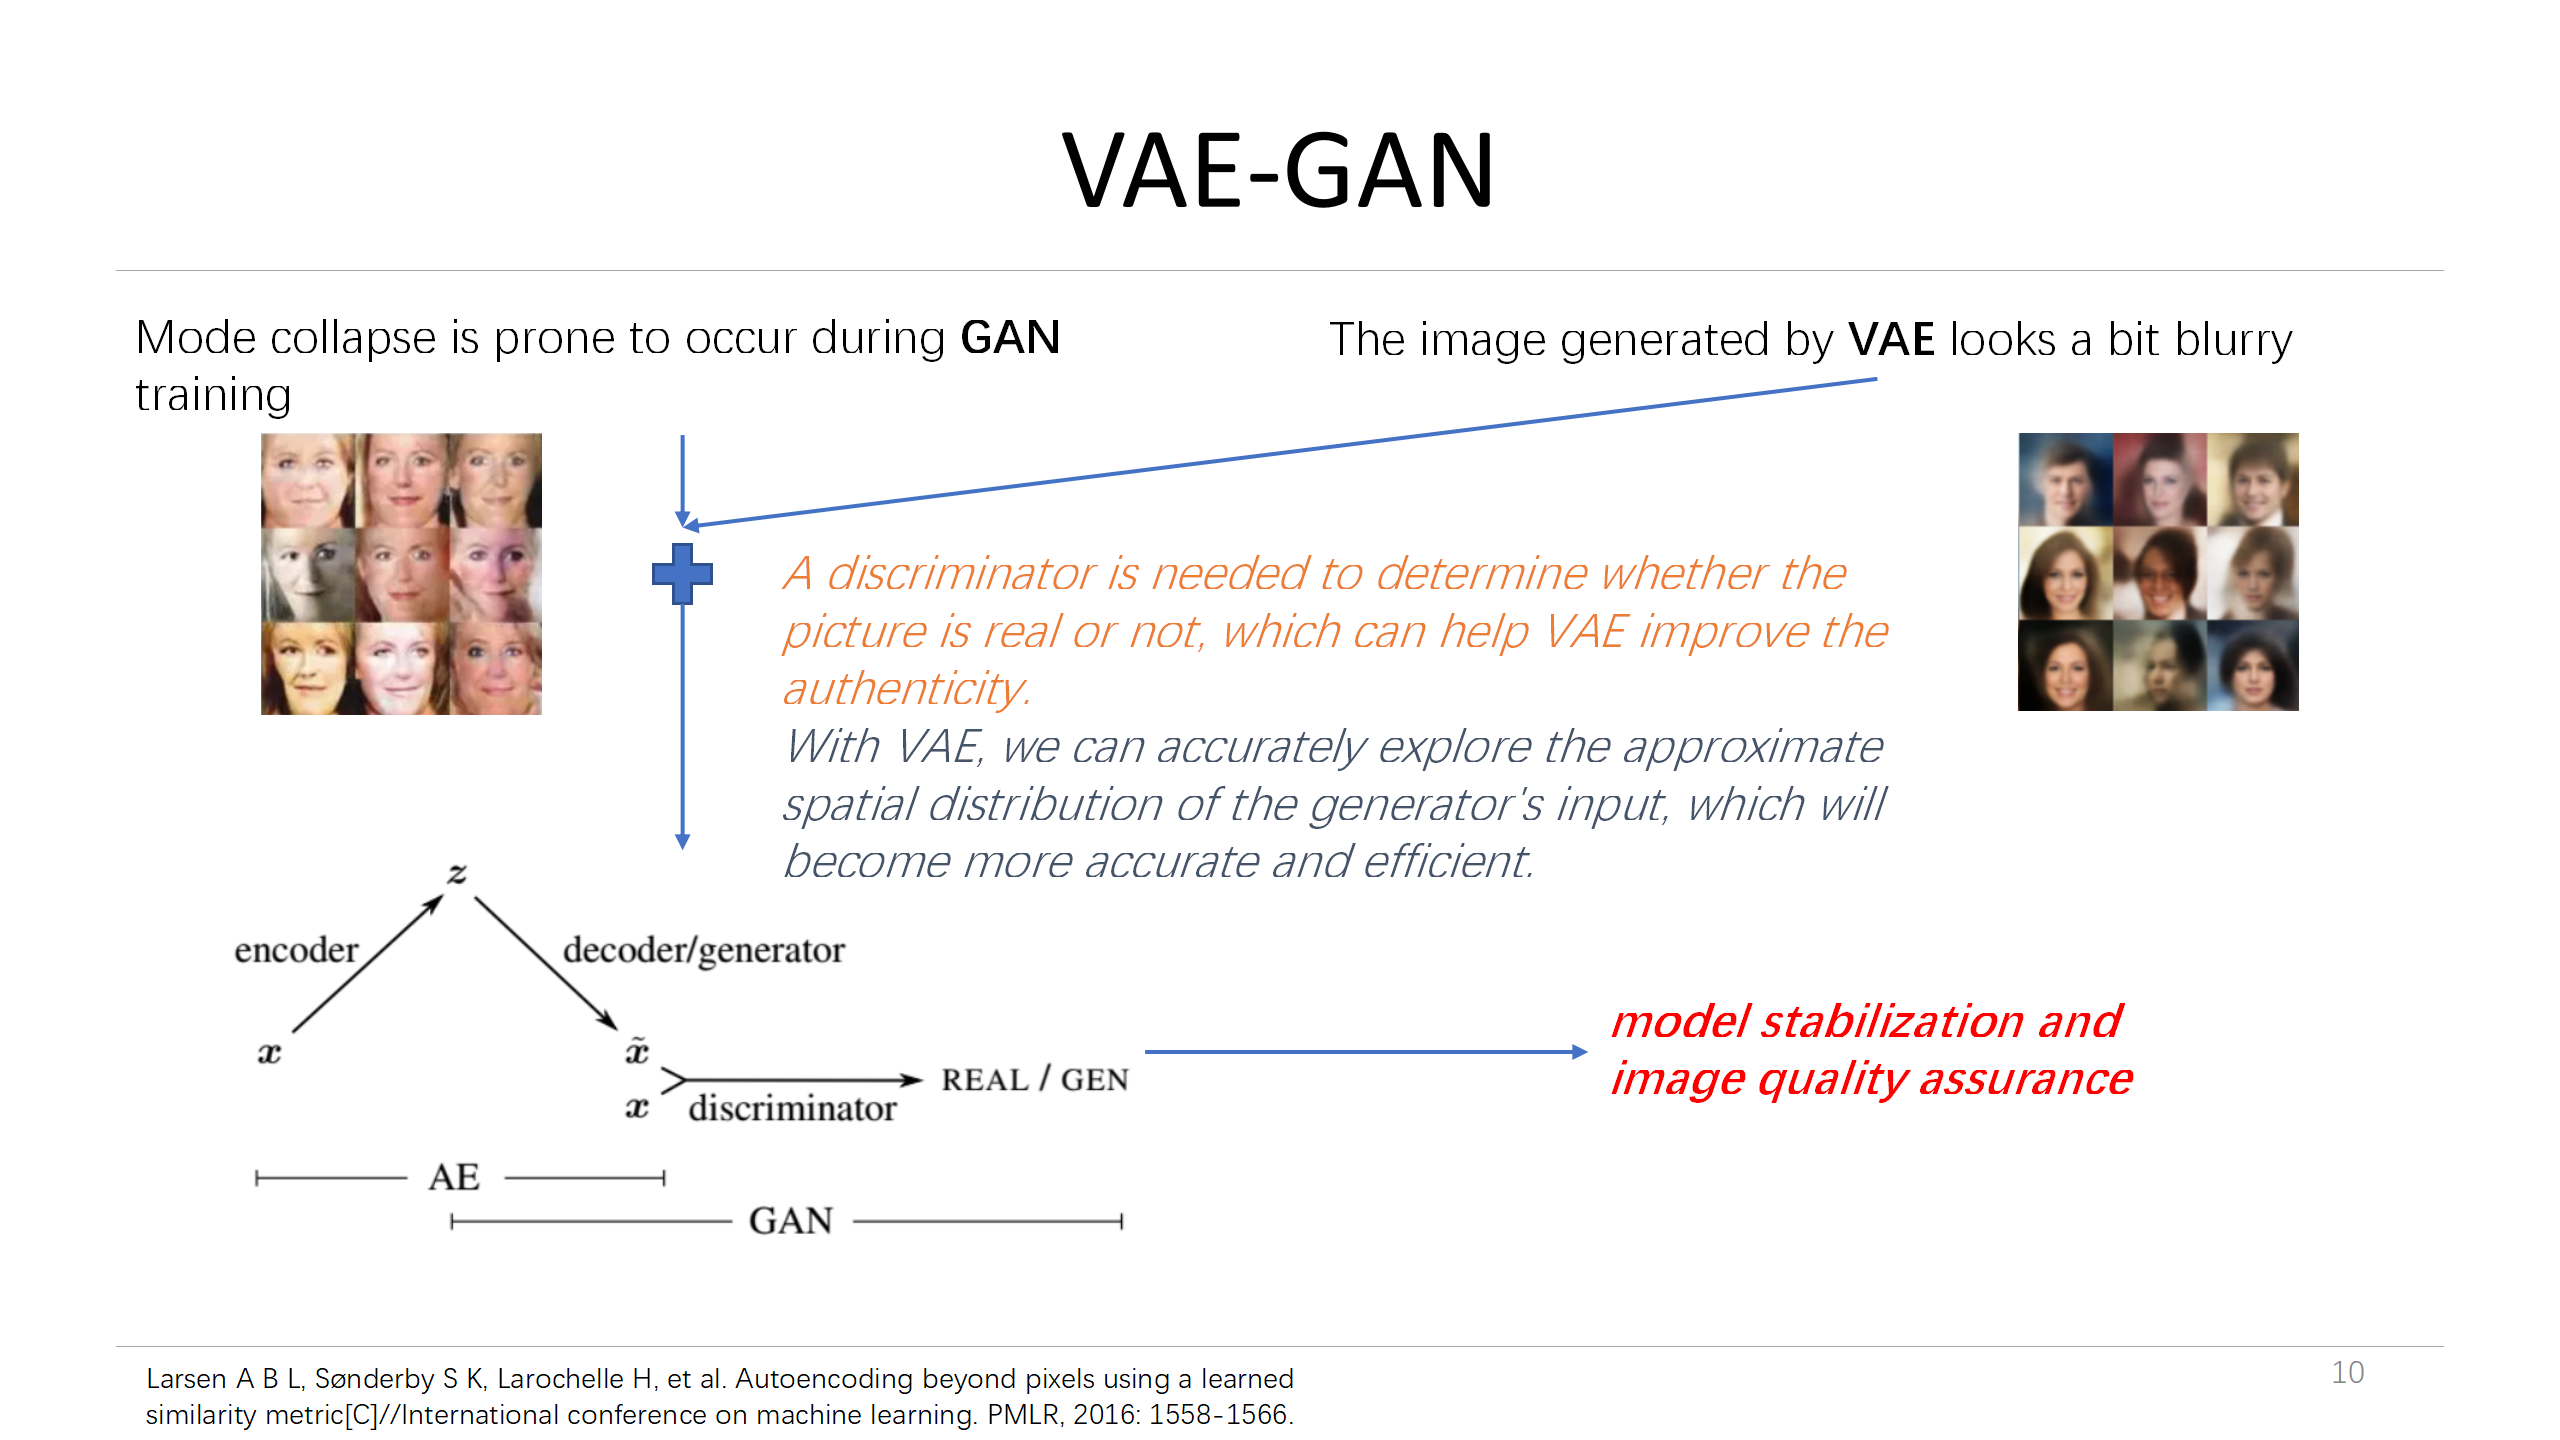 VAE-GAN
Mode collapse is prone to occur during GAN
training
The image generated by VAE looks a bit blurry
A discriminator is needed to determine whether the
picture is real or not, which can help VAE improve the
authenticity.
With VAE, we can accurately explore the approximate
spatial distribution of the generator's input, which will
become more accurate and efficient.
z
encoder
decoder/generator
x
x̃
x
discriminator
REAL / GEN
AE
GAN
model stabilization and
image quality assurance
Larsen A B L, Sønderby S K, Larochelle H, et al. Autoencoding beyond pixels using a learned
similarity metric[C]//International conference on machine learning. PMLR, 2016: 1558-1566.
10